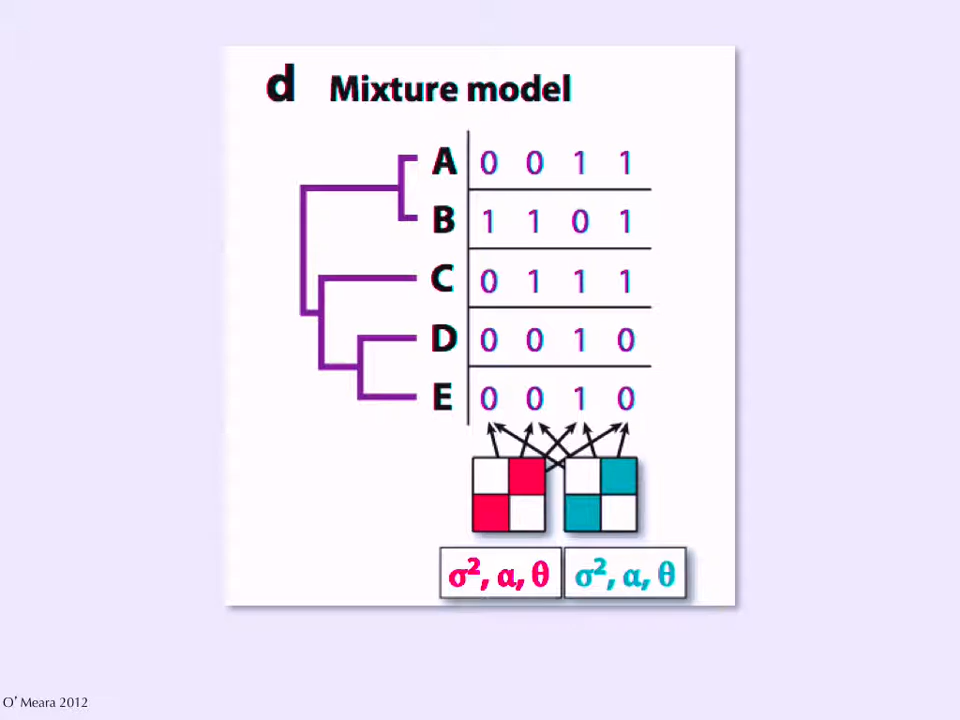 d Mixture model
A 0 0 1 1
B 1 1 0 1
C 0 1 1 1
D 0 0 1 0
E 0 0 1 0
σ², α, θ σ², α, θ
O’ Meara 2012